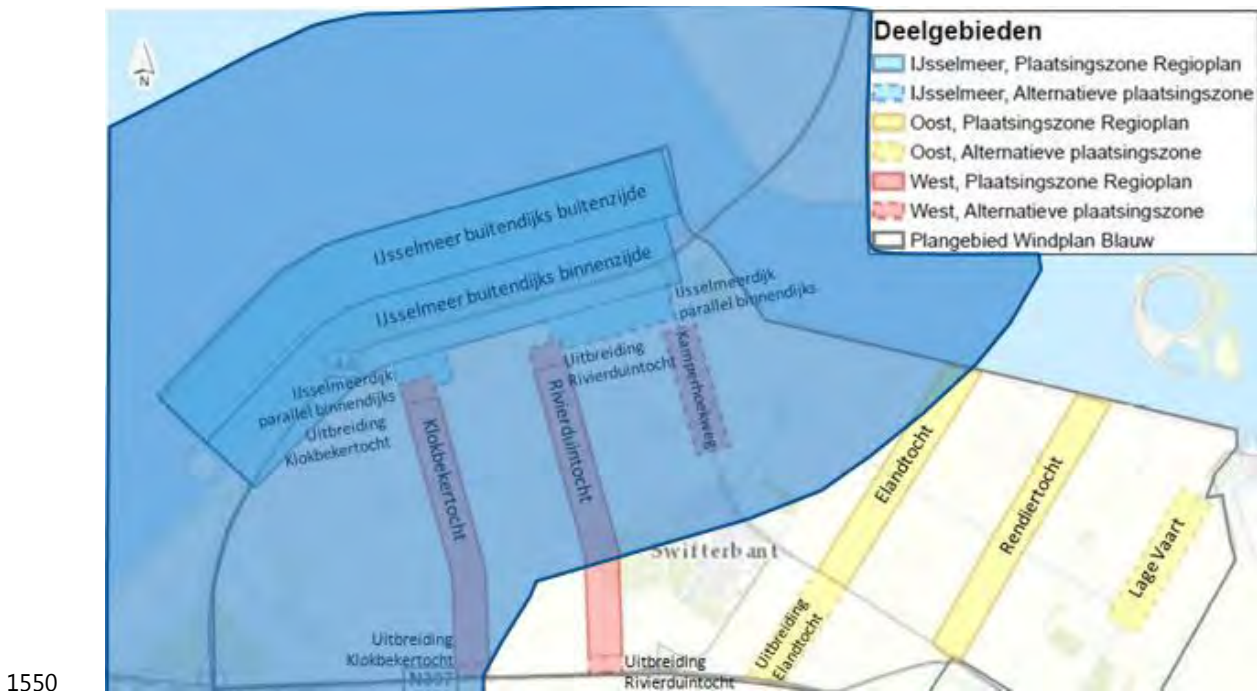 N
Deelgebieden
IJsselmeer, Plaatsingszone Regioplan
IJsselmeer, Alternatieve plaatsingszone
Oost, Plaatsingszone Regioplan
Oost, Alternatieve plaatsingszone
West, Plaatsingszone Regioplan
West, Alternatieve plaatsingszone
Plangebied Windplan Blauw
IJsselmeer buitendijks buitenzijde
IJsselmeer buitendijks binnenzijde
IJsselmeerdijk
parallel binnendijks
Uitbreiding
Rivierduintocht
IJsselmeerdijk
parallel binnendijks
Uitbreiding
Klokbekertocht
Klokbekertocht
Rivierduintocht
Kamperhoekweg
Elandtocht
Rendiertocht
Lage Vaart
Swifterbant
Uitbreiding
Elandtocht
Uitbreiding
Klokbekertocht
N307
Uitbreiding
Rivierduintocht
1550